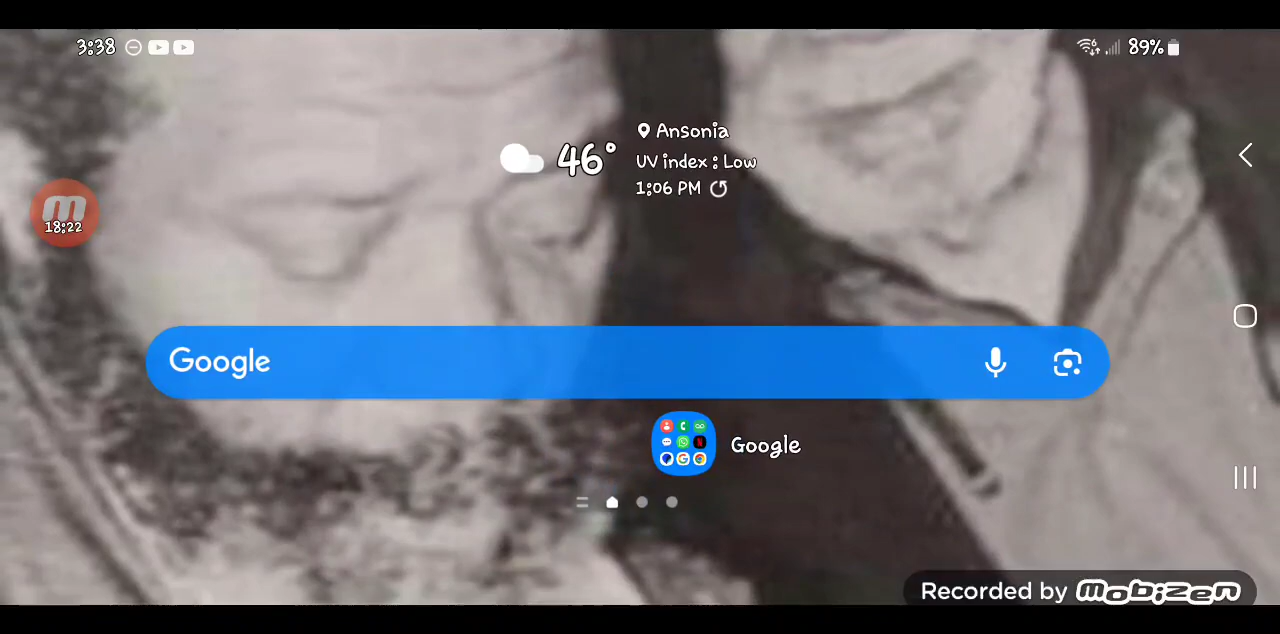 3:38
89%
Ansonia
46°
UV index : Low
1:06 PM
m
18:22
Google
Google
Recorded by mobizen